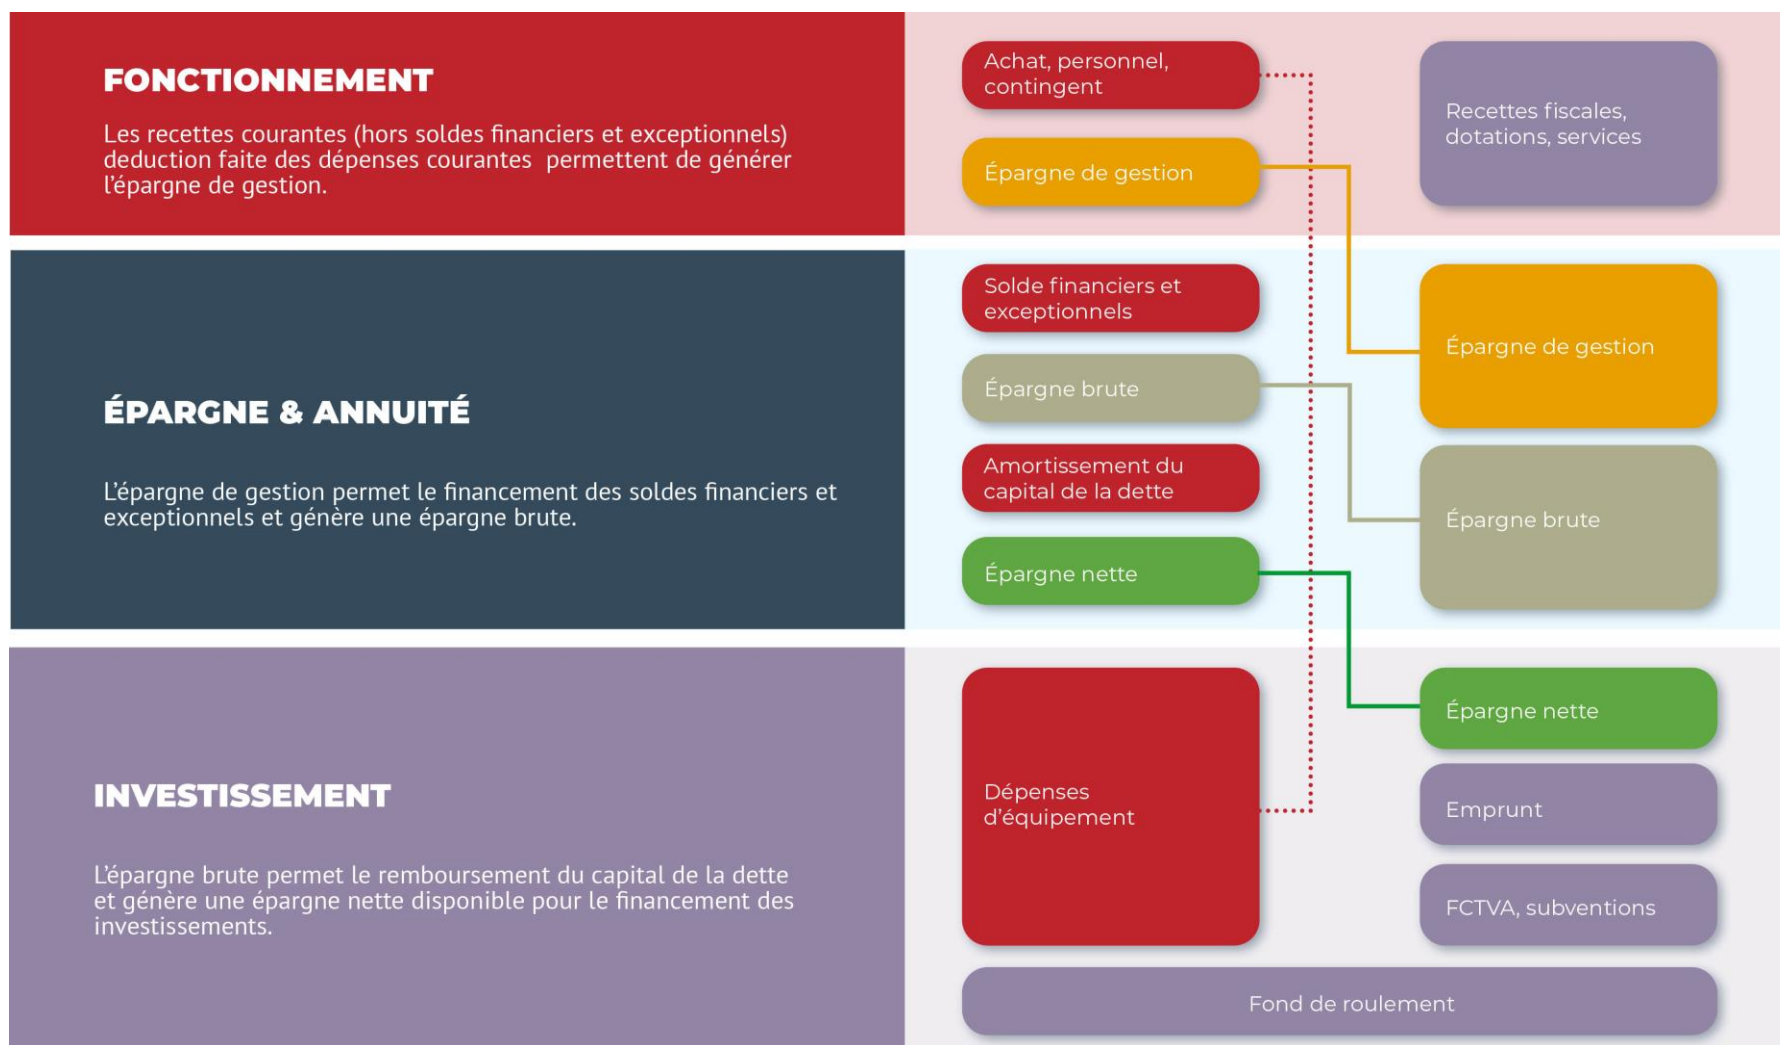 FONCTIONNEMENT
Les recettes courantes (hors soldes financiers et exceptionnels)
deduction faite des dépenses courantes  permettent de générer
l'épargne de gestion.
Achat, personnel,
contingent
Épargne de gestion
Recettes fiscales,
dotations, services
ÉPARGNE & ANNUITÉ
L'épargne de gestion permet le financement des soldes financiers et
exceptionnels et génère une épargne brute.
Solde financiers et
exceptionnels
Épargne brute
Amortissement du
capital de la dette
Épargne nette
Épargne de gestion
Épargne brute
INVESTISSEMENT
L'épargne brute permet le remboursement du capital de la dette
et génère une épargne nette disponible pour le financement des
investissements.
Dépenses
d'équipement
Épargne nette
Emprunt
FCTVA, subventions
Fond de roulement